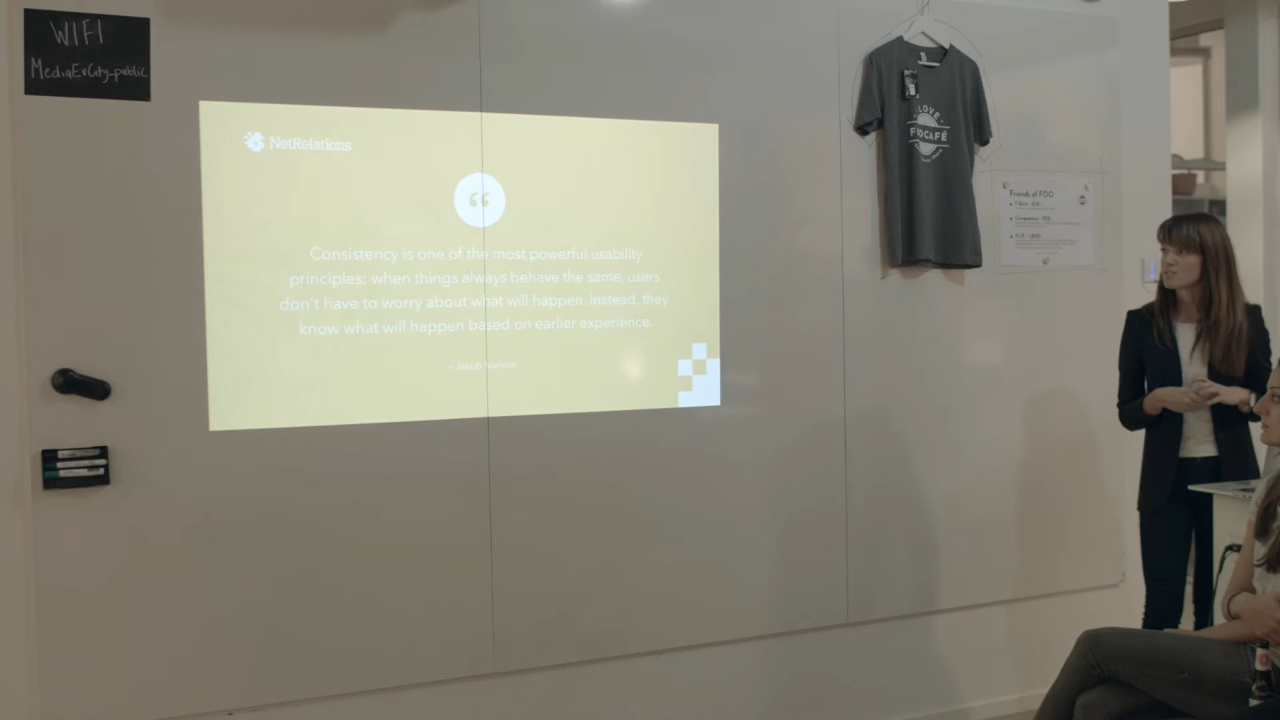 WIFI
MediaEvCity_public
NetRelations
“
Consistency is one of the most powerful usability
principles: when things always behave the same, users
don't have to worry about what will happen. Instead, they
know what will happen based on earlier experience.
- Jakob Nielsen
LOVE
FOOCAFÉ
Friends of FOO